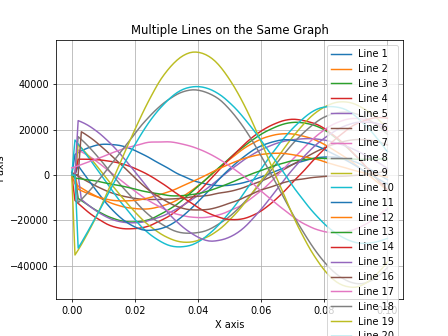 Multiple Lines on the Same Graph
40000
20000
0
−20000
−40000
0.00
0.02
0.04
0.06
X axis
Line 1
Line 2
Line 3
Line 4
Line 5
Line 6
Line 7
Line 8
Line 9
Line 10
Line 11
Line 12
Line 13
Line 14
Line 15
Line 16
Line 17
Line 18
Line 19